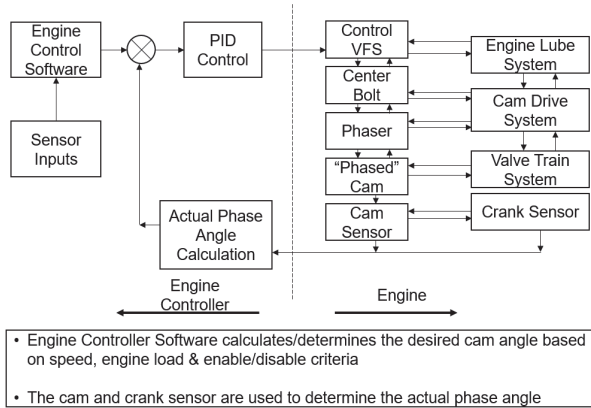 Engine
Control
Software
PID
Control
Sensor
Inputs
Actual Phase
Angle
Calculation
Control
VFS
Center
Bolt
Phaser
“Phased”
Cam
Cam
Sensor
Engine Lube
System
Cam Drive
System
Valve Train
System
Crank Sensor
Engine
Controller
Engine
• Engine Controller Software calculates/determines the desired cam angle based
on speed, engine load & enable/disable criteria
• The cam and crank sensor are used to determine the actual phase angle